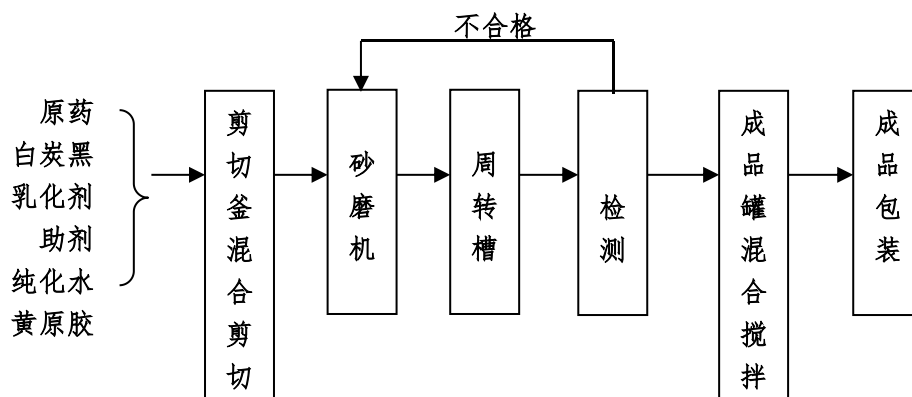 不合格
原药
白炭黑
乳化剂
助剂
纯化水
黄原胶
剪切釜混合剪切
砂磨机
周转槽
检测
成品罐混合搅拌
成品包装